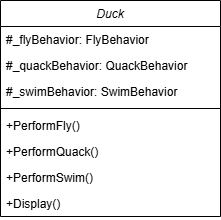 Duck
#_flyBehavior: FlyBehavior
#_quackBehavior: QuackBehavior
#_swimBehavior: SwimBehavior
+PerformFly()
+PerformQuack()
+PerformSwim()
+Display()